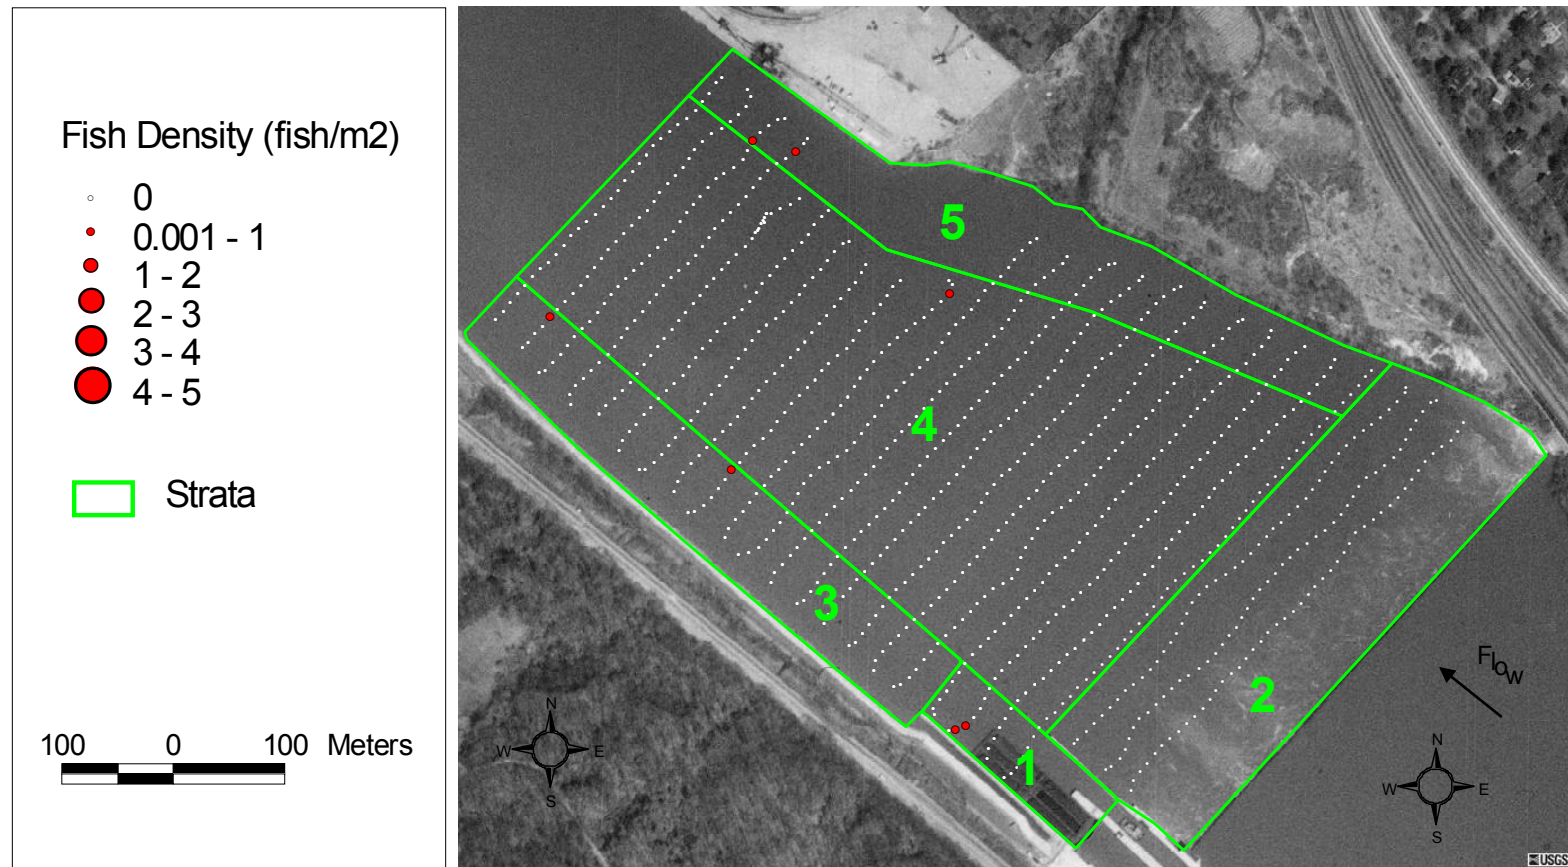 Fish Density (fish/m2)
0
0.001 - 1
1 - 2
2 - 3
3 - 4
4 - 5
Strata
100 0 100 Meters
N
W E
S
5
4
3
2
1
Flow
N
W E
S
USGS